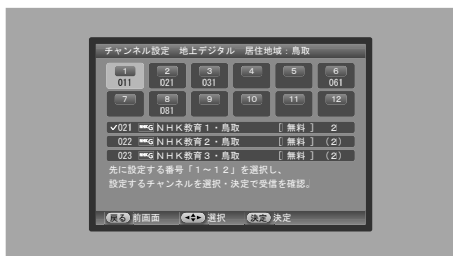 チャンネル設定 地上デジタル 居住地域：鳥取
1 2 3 4 5 6
011 021 031 061
7 8 9 10 11 12
081
✓021 G NHK教育1・鳥取 [ 無料 ] 2
022 G NHK教育2・鳥取 [ 無料 ] (2)
023 G NHK教育3・鳥取 [ 無料 ] (2)
先に設定する番号「1～12」を選択し、
設定するチャンネルを選択・決定で受信を確認。
戻る 前画面 選択 決定 決定